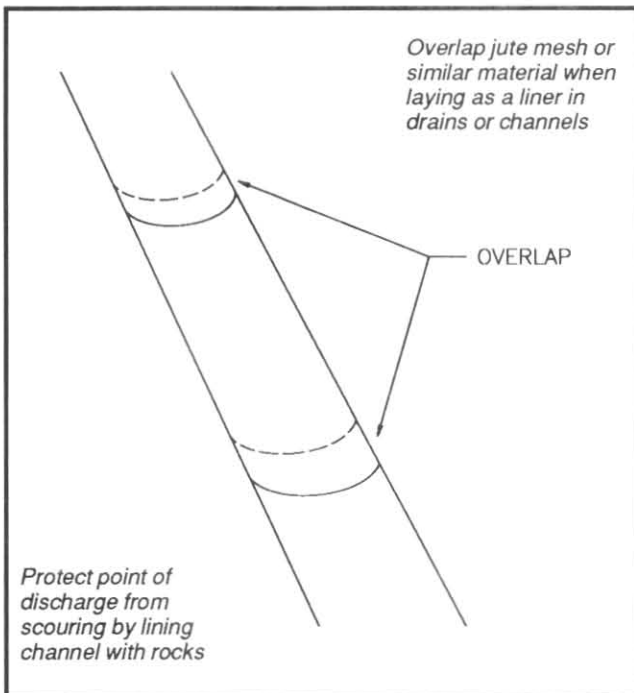 Overlap jute mesh or
similar material when
laying as a liner in
drains or channels
OVERLAP
Protect point of
discharge from
scouring by lining
channel with rocks